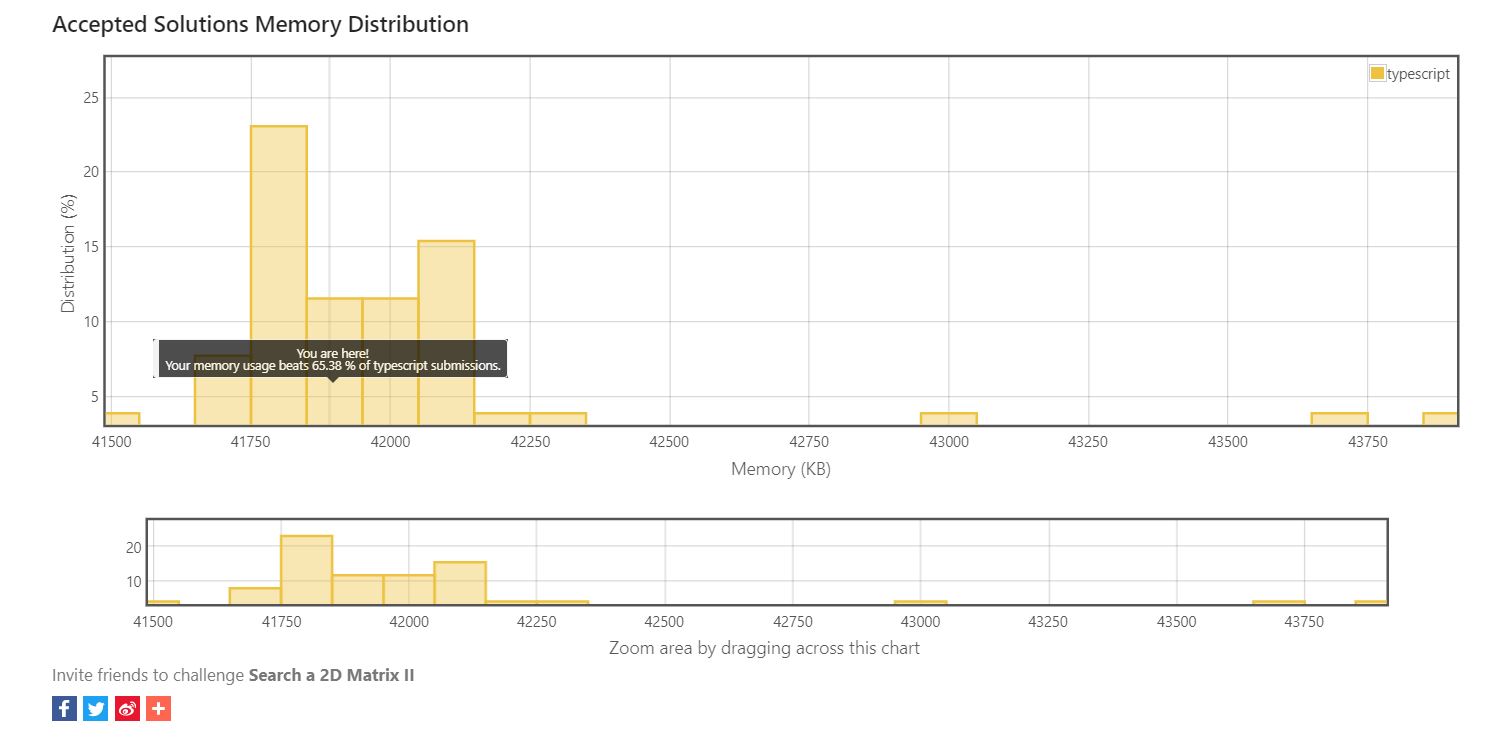 Accepted Solutions Memory Distribution
typescript
Distribution (%)
25
20
15
10
5
You are here!
Your memory usage beats 65.38 % of typescript submissions.
41500 41750 42000 42250 42500 42750 43000 43250 43500 43750
Memory (KB)
20
10
41500 41750 42000 42250 42500 42750 43000 43250 43500 43750
Zoom area by dragging across this chart
Invite friends to challenge Search a 2D Matrix II